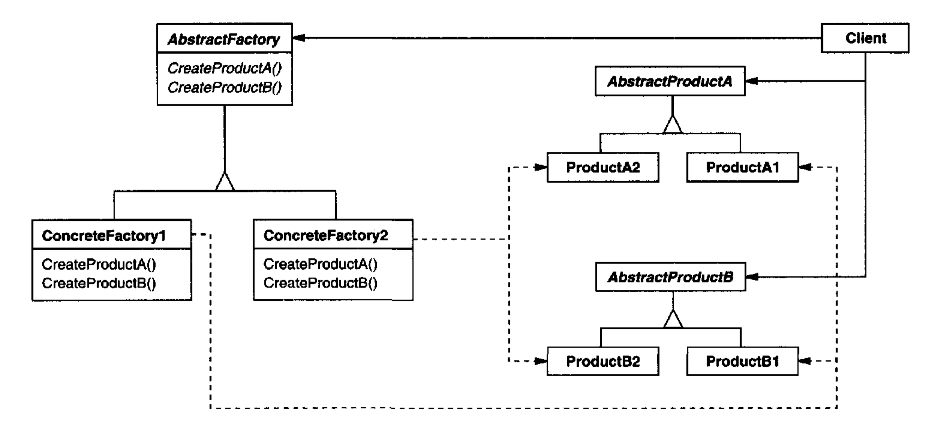 AbstractFactory
CreateProductA()
CreateProductB()
Client
AbstractProductA
ProductA2
ProductA1
ConcreteFactory1
CreateProductA()
CreateProductB()
ConcreteFactory2
CreateProductA()
CreateProductB()
AbstractProductB
ProductB2
ProductB1